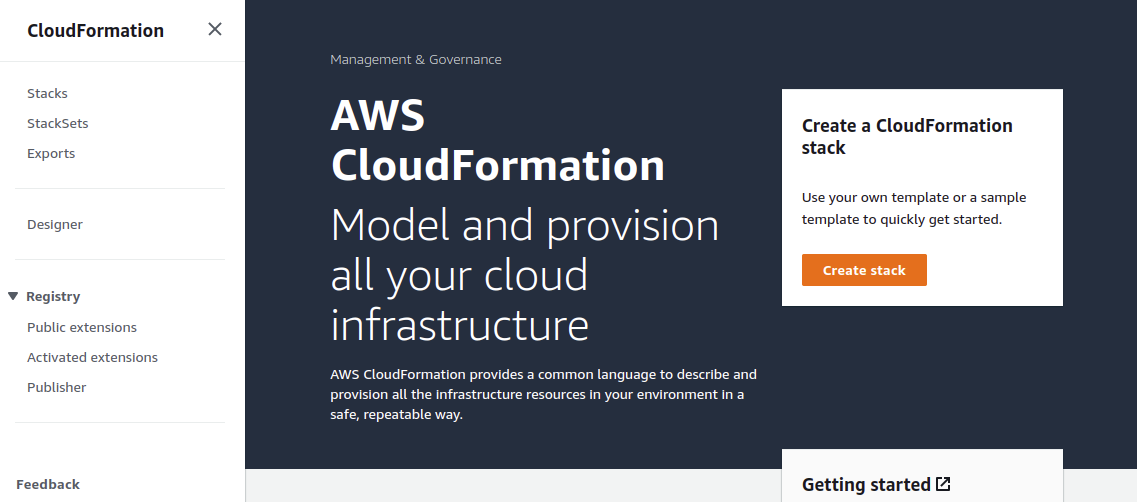 CloudFormation
Stacks
StackSets
Exports
Designer
Registry
Public extensions
Activated extensions
Publisher
Feedback
Management & Governance
AWS
CloudFormation
Model and provision
all your cloud
infrastructure
AWS CloudFormation provides a common language to describe and
provision all the infrastructure resources in your environment in a
safe, repeatable way.
Create a CloudFormation
stack
Use your own template or a sample
template to quickly get started.
Create stack
Getting started